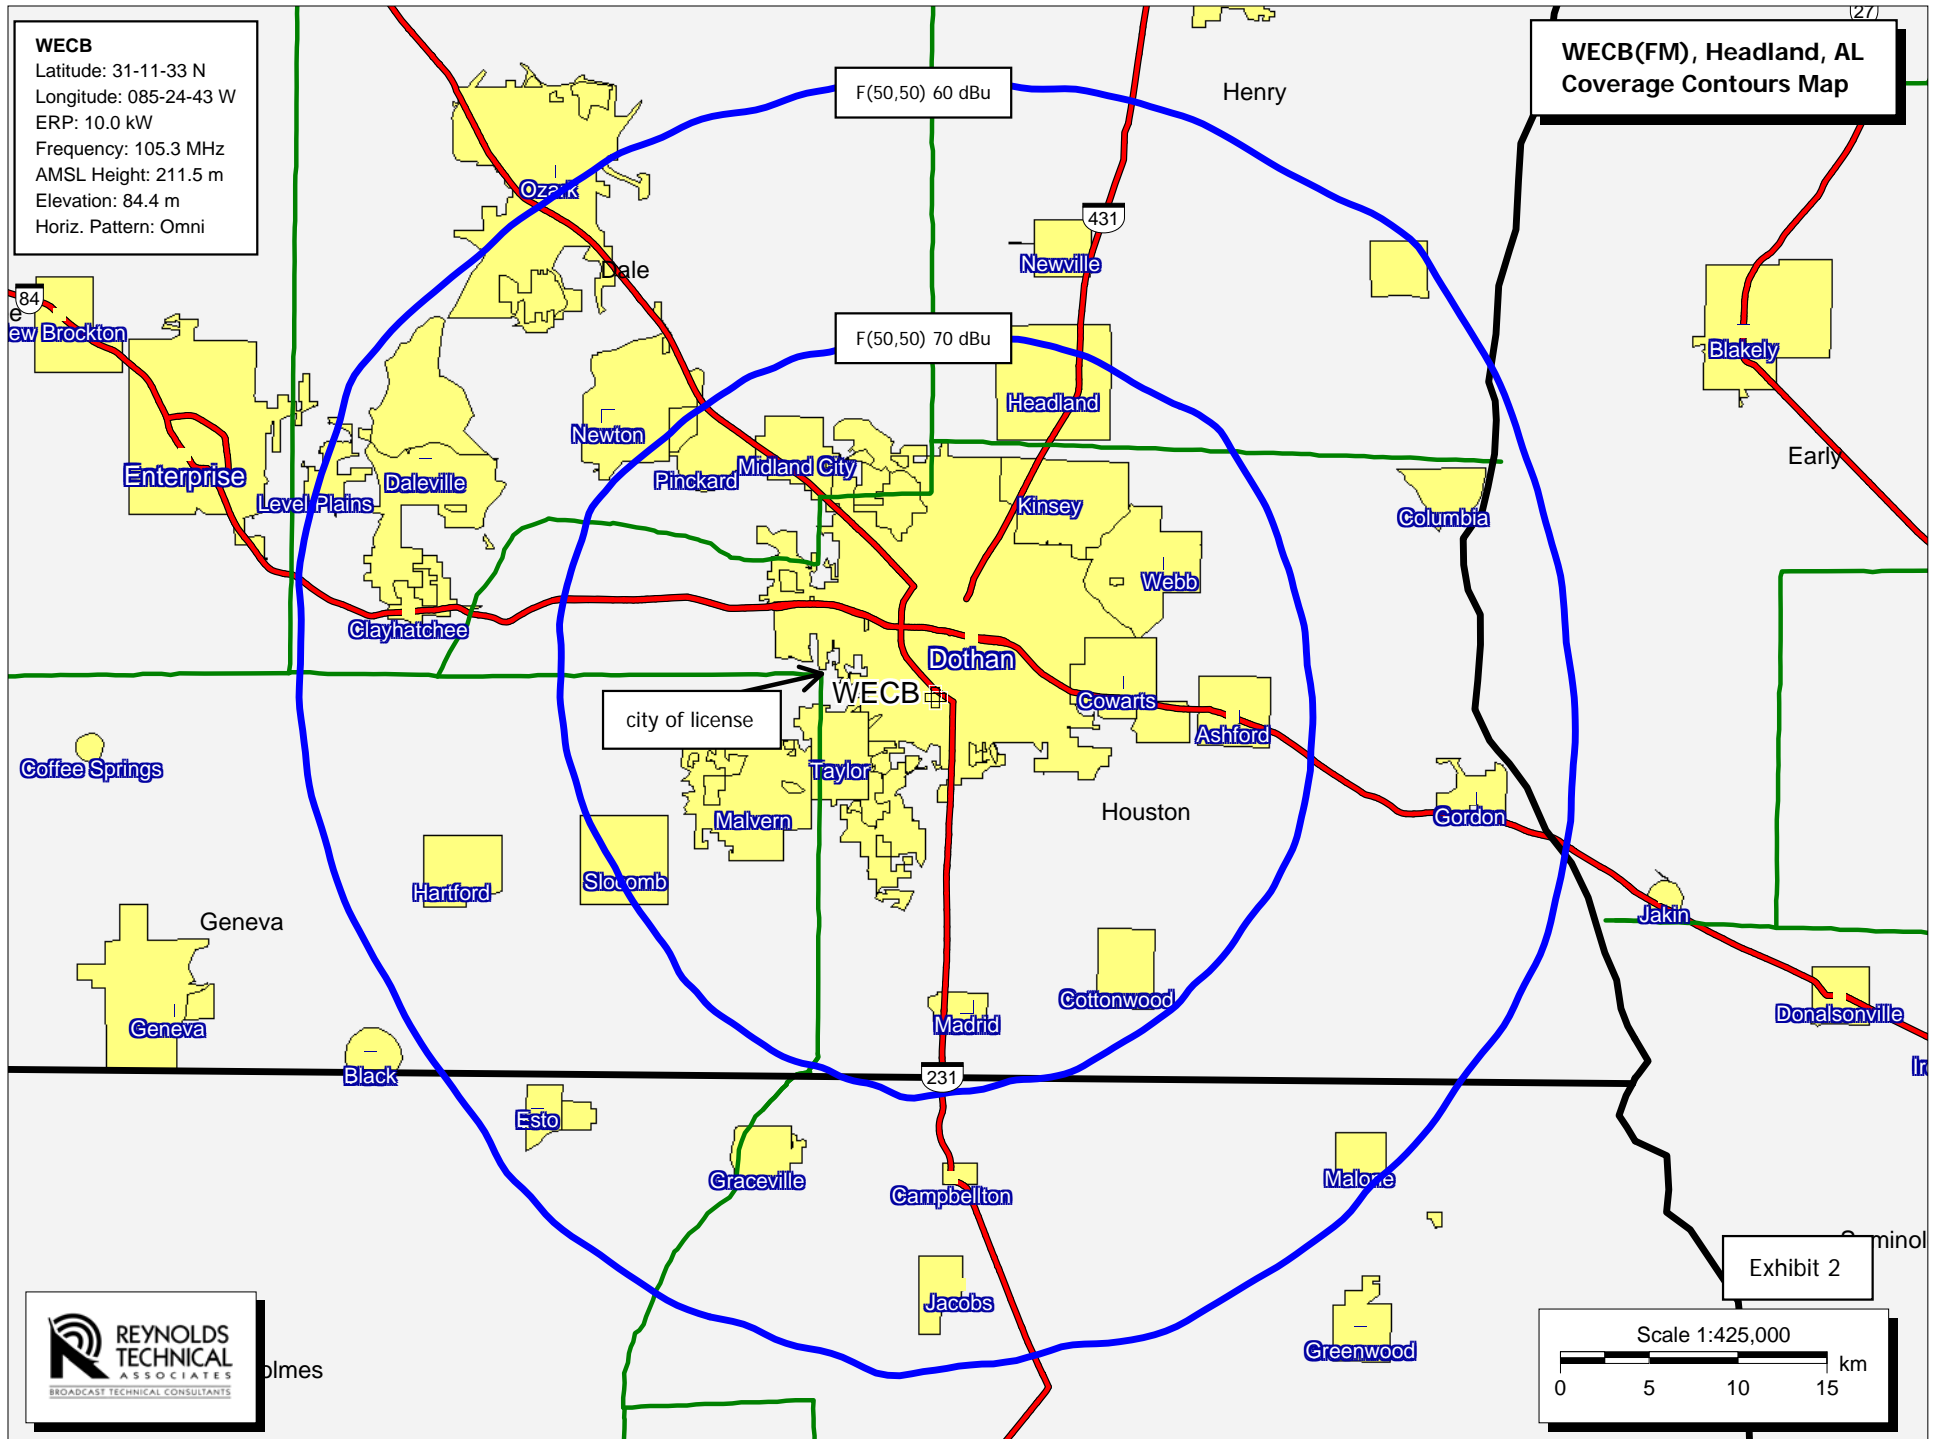 WECB
Latitude: 31-11-33 N
Longitude: 085-24-43 W
ERP: 10.0 kW
Frequency: 105.3 MHz
AMSL Height: 211.5 m
Elevation: 84.4 m
Horiz. Pattern: Omni
27
WECB(FM), Headland, AL
Coverage Contours Map
F(50,50) 60 dBu
Henry
Ozark
431
Newville
Dale
84
e
ew Brockton
F(50,50) 70 dBu
Blakely
Headland
Newton
Early
Midland City
Enterprise
Pinckard
Daleville
Level Plains
Kinsey
Columbia
Webb
Clayhatchee
Dothan
WECB
Cowarts
city of license
Ashford
Coffee Springs
Taylor
Malvern
Houston
Gordon
Slocomb
Hartford
Jakin
Geneva
Cottonwood
Donalsonville
Madrid
Geneva
Black
231
Esto
Graceville
Campbellton
Malone
minol
Exhibit 2
Jacobs
Greenwood
REYNOLDS
TECHNICAL
ASSOCIATES
BROADCAST TECHNICAL CONSULTANTS
olmes
Scale 1:425,000
km
0 5 10 15